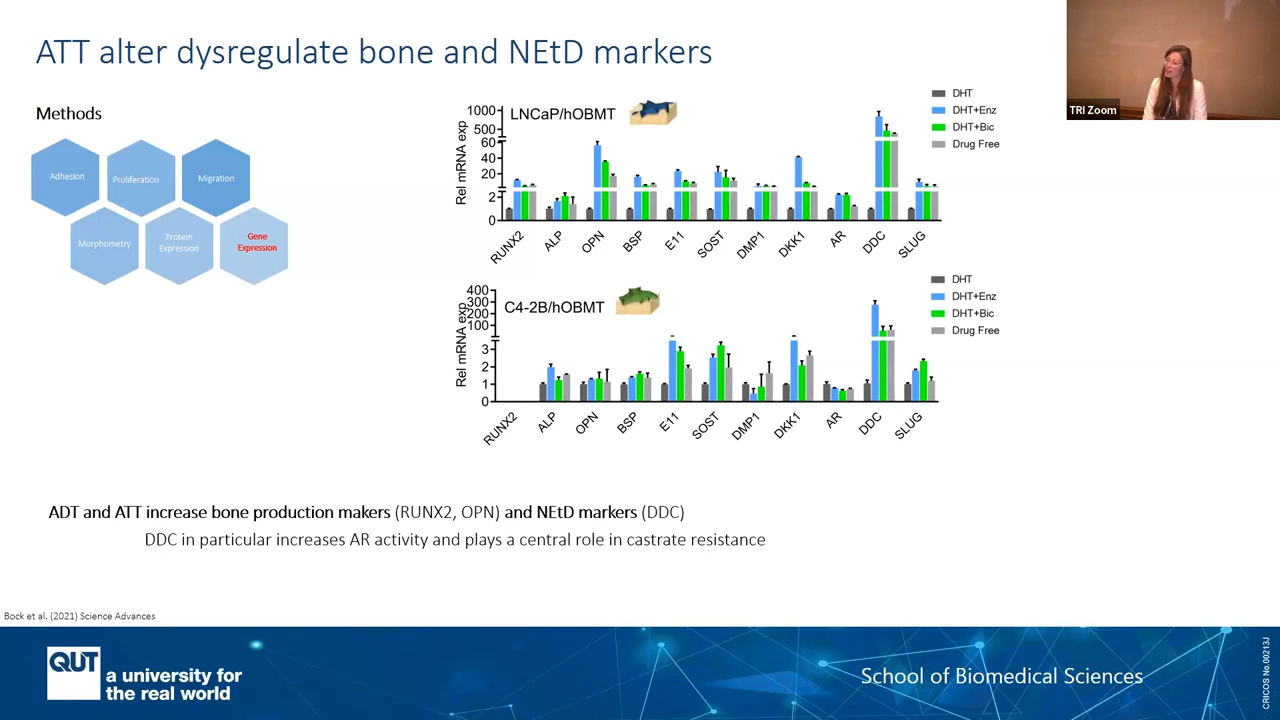 ATT alter dysregulate bone and NEtD markers
Methods
Adhesion
Proliferation
Migration
Morphometry
Protein
Expression
Gene
Expression
LNCaP/hOBMT
Rel mRNA exp
1000
500
60
40
20
2
0
RUNX2
ALP
OPN
BSP
E11
SOST
DMP1
DKK1
AR
DDC
SLUG
DHT
DHT+Enz
DHT+Bic
Drug Free
C4-2B/hOBMT
Rel mRNA exp
400
300
200
100
3
2
1
0
RUNX2
ALP
OPN
BSP
E11
SOST
DMP1
DKK1
AR
DDC
SLUG
DHT
DHT+Enz
DHT+Bic
Drug Free
TRI Zoom
ADT and ATT increase bone production makers (RUNX2, OPN) and NEtD markers (DDC)
DDC in particular increases AR activity and plays a central role in castrate resistance
Bock et al. (2021) Science Advances
QUT
a university for
the real world
School of Biomedical Sciences
CRICOS No.00213J